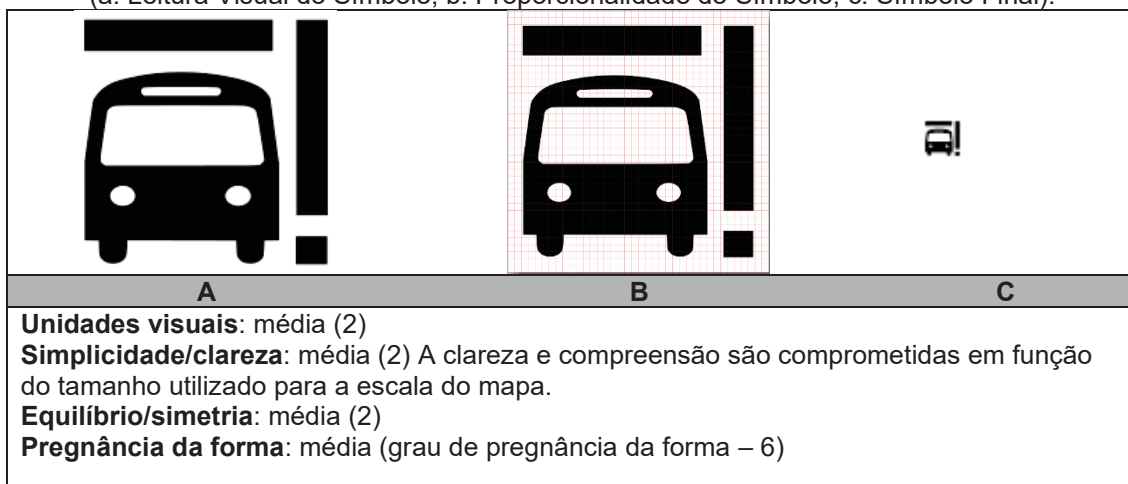 (a. Leitura Visual do Símbolo; b. Proporcionalidade do Símbolo; c. Símbolo Final).
A B C
Unidades visuais: média (2)
Simplicidade/clareza: média (2) A clareza e compreensão são comprometidas em função
do tamanho utilizado para a escala do mapa.
Equilíbrio/simetria: média (2)
Pregnância da forma: média (grau de pregnância da forma – 6)